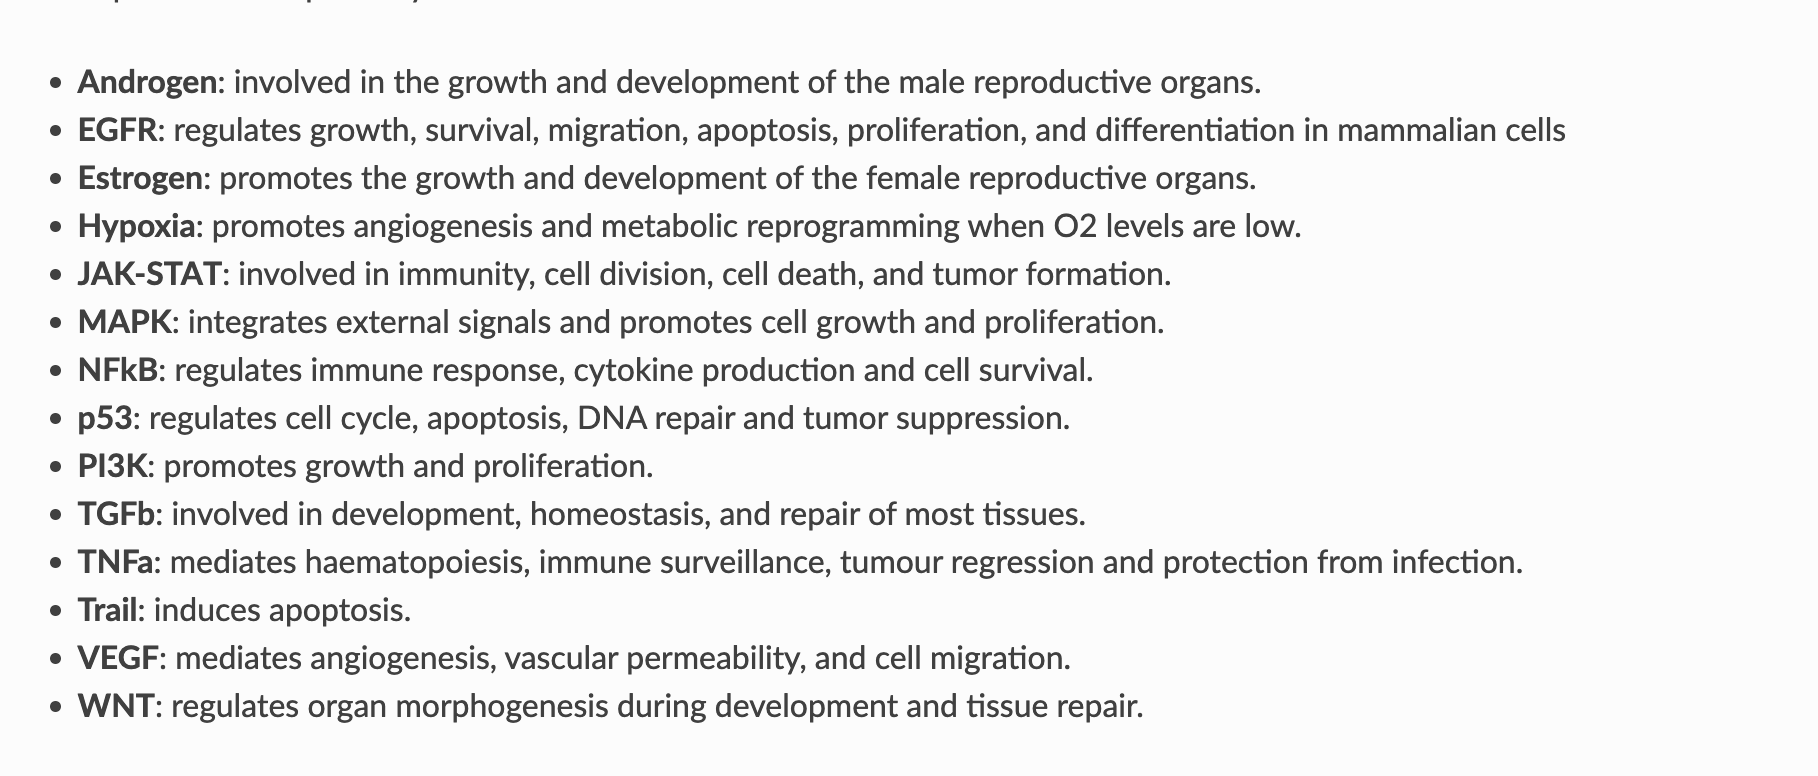 • Androgen: involved in the growth and development of the male reproductive organs.
• EGFR: regulates growth, survival, migration, apoptosis, proliferation, and differentiation in mammalian cells
• Estrogen: promotes the growth and development of the female reproductive organs.
• Hypoxia: promotes angiogenesis and metabolic reprogramming when O2 levels are low.
• JAK-STAT: involved in immunity, cell division, cell death, and tumor formation.
• MAPK: integrates external signals and promotes cell growth and proliferation.
• NFkB: regulates immune response, cytokine production and cell survival.
• p53: regulates cell cycle, apoptosis, DNA repair and tumor suppression.
• PI3K: promotes growth and proliferation.
• TGFb: involved in development, homeostasis, and repair of most tissues.
• TNFa: mediates haematopoiesis, immune surveillance, tumour regression and protection from infection.
• Trail: induces apoptosis.
• VEGF: mediates angiogenesis, vascular permeability, and cell migration.
• WNT: regulates organ morphogenesis during development and tissue repair.